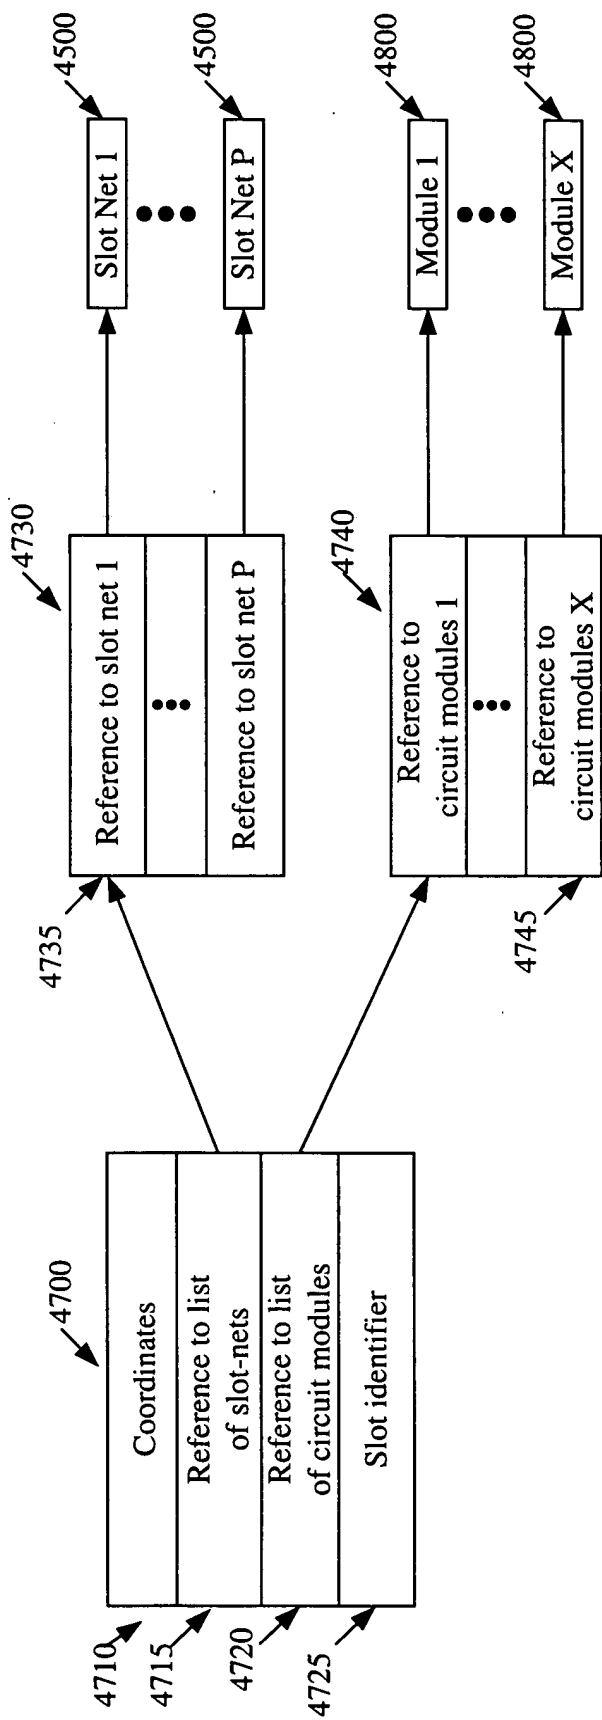 4700
4710
Coordinates
4715
Reference to list
of slot-nets
4720
Reference to list
of circuit modules
4725
Slot identifier
4730
4735
Reference to slot net 1
•••
Reference to slot net P
4740
Reference to
circuit modules 1
•••
4745
Reference to
circuit modules X
4500
Slot Net 1
•••
4500
Slot Net P
4800
Module 1
•••
4800
Module X